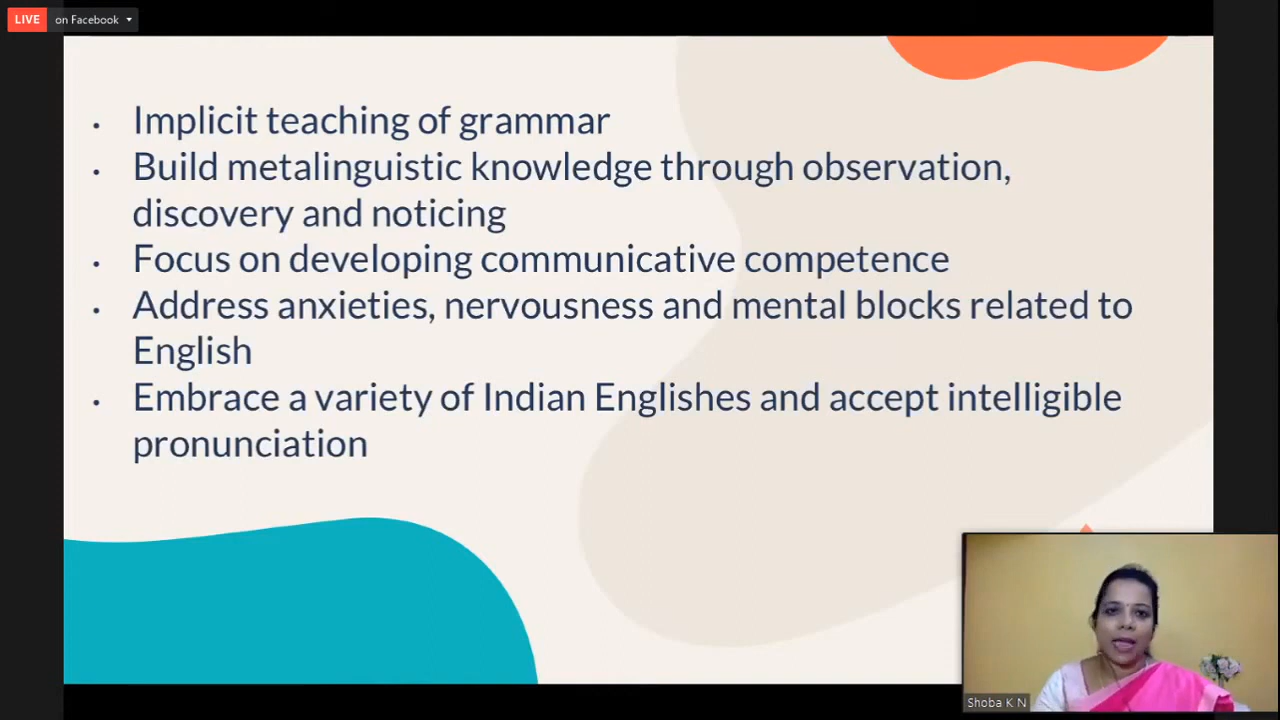 LIVE on Facebook
• Implicit teaching of grammar
• Build metalinguistic knowledge through observation,
discovery and noticing
• Focus on developing communicative competence
• Address anxieties, nervousness and mental blocks related to
English
• Embrace a variety of Indian Englishes and accept intelligible
pronunciation
Shoba K N